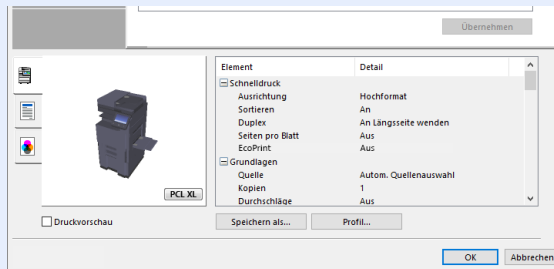 Übernehmen
Element Detail
Schnelldruck
Ausrichtung Hochformat
Sortieren An
Duplex An Längsseite wenden
Seiten pro Blatt Aus
EcoPrint Aus
Grundlagen
Quelle Autom. Quellenauswahl
Kopien 1
Durchschläge Aus
PCL XL
Druckvorschau Speichern als... Profil...
OK Abbrechen